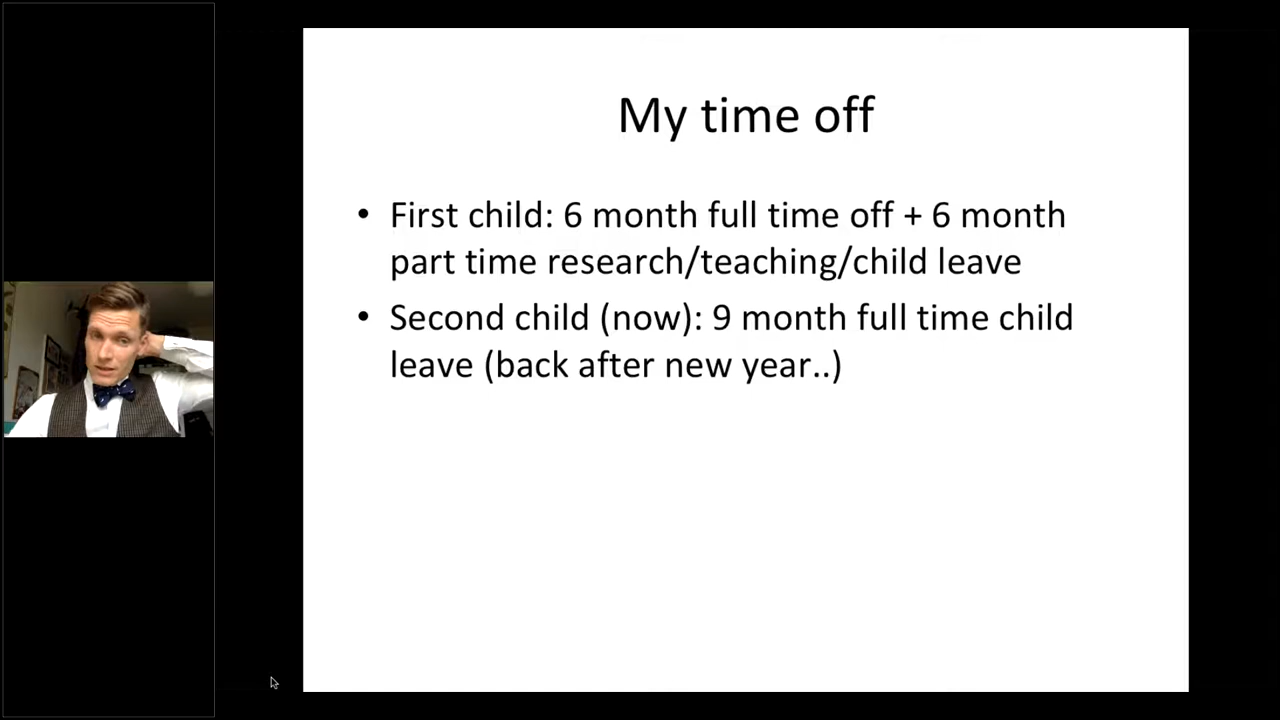 My time off
• First child: 6 month full time off + 6 month
part time research/teaching/child leave
• Second child (now): 9 month full time child
leave (back after new year..)